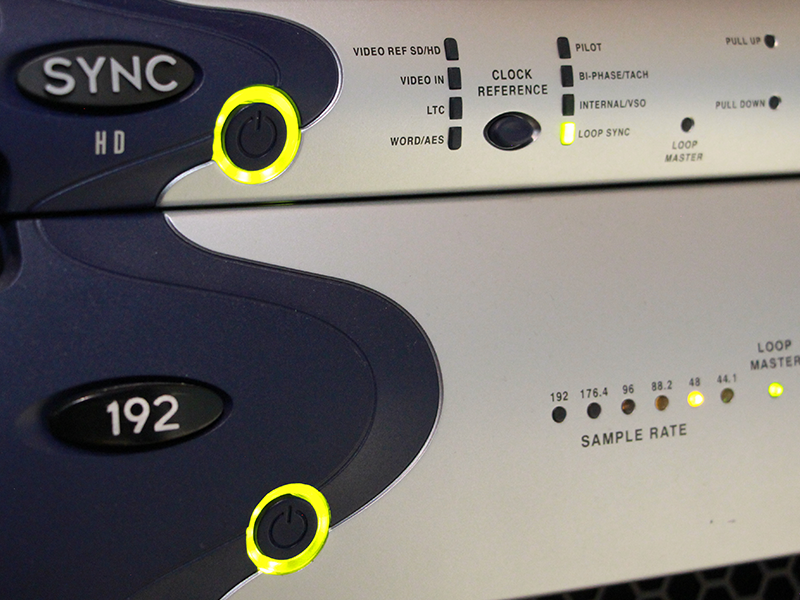 SYNC
HD
VIDEO REF SD/HD
VIDEO IN
LTC
WORD/AES
CLOCK
REFERENCE
PILOT
BI-PHASE/TACH
INTERNAL/VSO
LOOP SYNC
PULL UP
PULL DOWN
LOOP
MASTER
192
192 176.4 96 88.2 48 44.1
SAMPLE RATE
LOOP
MASTER